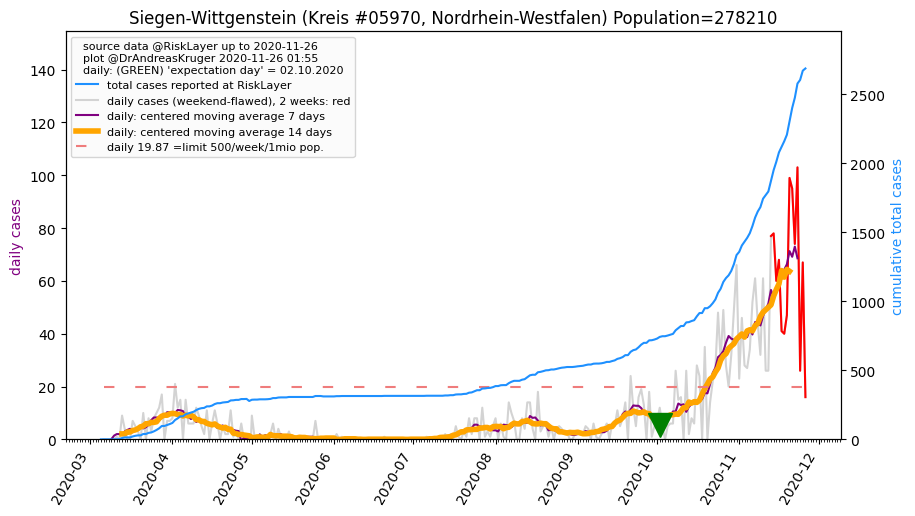 Siegen-Wittgenstein (Kreis #05970, Nordrhein-Westfalen) Population=278210
source data @RiskLayer up to 2020-11-26
plot @DrAndreasKruger 2020-11-26 01:55
daily: (GREEN) 'expectation day' = 02.10.2020
total cases reported at RiskLayer
daily cases (weekend-flawed), 2 weeks: red
daily: centered moving average 7 days
daily: centered moving average 14 days
daily 19.87 =limit 500/week/1mio pop.
daily cases
140
120
100
80
60
40
20
0
cumulative total cases
2500
2000
1500
1000
500
0
2020-03
2020-04
2020-05
2020-06
2020-07
2020-08
2020-09
2020-10
2020-11
2020-12